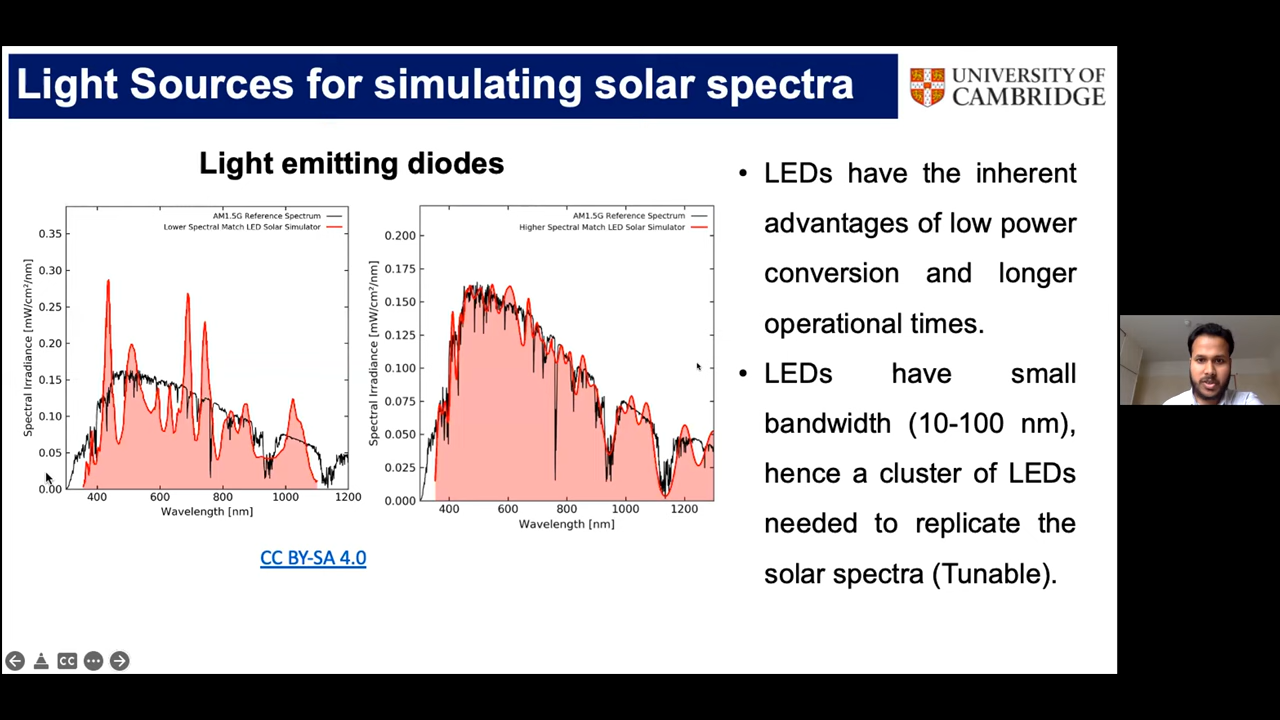 Light Sources for simulating solar spectra
UNIVERSITY OF
CAMBRIDGE
Light emitting diodes
AM1.5G Reference Spectrum
Lower Spectral Match LED Solar Simulator
Spectral Irradiance [mW/cm²/nm]
0.35
0.30
0.25
0.20
0.15
0.10
0.05
0.00
400 600 800 1000 1200
Wavelength [nm]
AM1.5G Reference Spectrum
Higher Spectral Match LED Solar Simulator
Spectral Irradiance [mW/cm²/nm]
0.200
0.175
0.150
0.125
0.100
0.075
0.050
0.025
0.000
400 600 800 1000 1200
Wavelength [nm]
CC BY-SA 4.0
• LEDs have the inherent
advantages of low power
conversion and longer
operational times.
• LEDs have small
bandwidth (10-100 nm),
hence a cluster of LEDs
needed to replicate the
solar spectra (Tunable).
CC